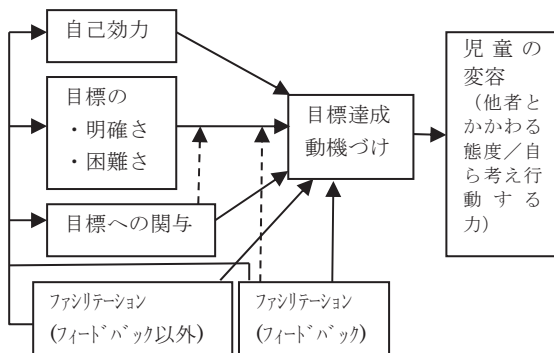 自己効力
目標の
・明確さ
・困難さ
目標への関与
目標達成
動機づけ
児童の
変容
（他者と
かかわる
態度／自
ら考え行
動する
力）
ﾌｧｼﾘﾃｰｼｮﾝ
(ﾌｨｰﾄﾞﾊﾞｯｸ以外)
ﾌｧｼﾘﾃｰｼｮﾝ
(ﾌｨｰﾄﾞﾊﾞｯｸ)